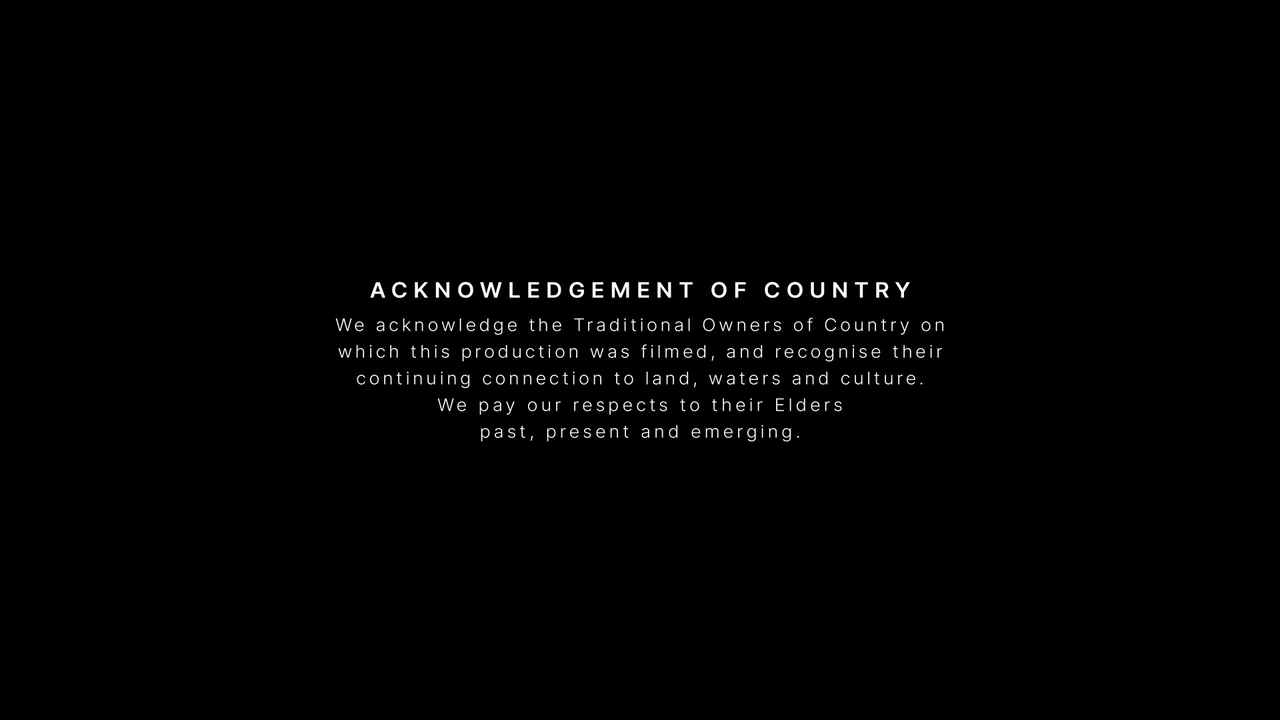 ACKNOWLEDGEMENT OF COUNTRY
We acknowledge the Traditional Owners of Country on
which this production was filmed, and recognise their
continuing connection to land, waters and culture.
We pay our respects to their Elders
past, present and emerging.